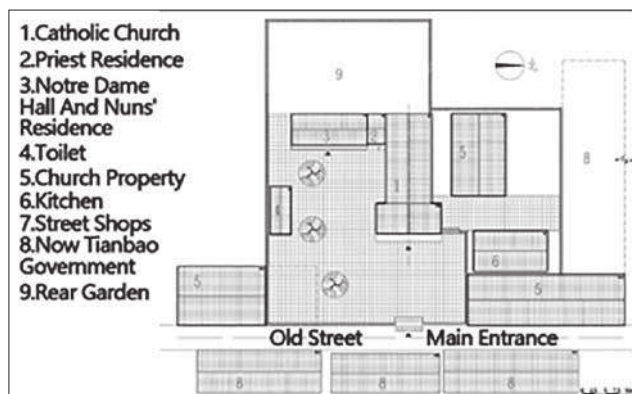 1.Catholic Church
2.Priest Residence
3.Notre Dame
Hall And Nuns'
Residence
4.Toilet
5.Church Property
6.Kitchen
7.Street Shops
8.Now Tianbao
Government
9.Rear Garden
9
北
3
2
5
8
1
6
5
5
Old Street
Main Entrance
8
8
8